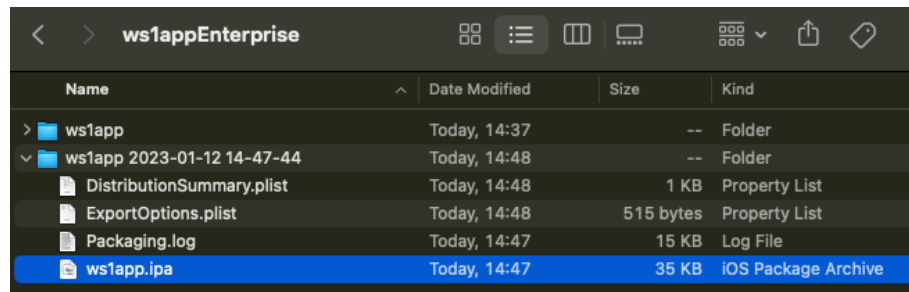 ws1appEnterprise
Name Date Modified Size Kind
ws1app Today, 14:37 -- Folder
ws1app 2023-01-12 14-47-44 Today, 14:48 -- Folder
DistributionSummary.plist Today, 14:48 1 KB Property List
ExportOptions.plist Today, 14:48 515 bytes Property List
Packaging.log Today, 14:47 15 KB Log File
ws1app.ipa Today, 14:47 35 KB iOS Package Archive